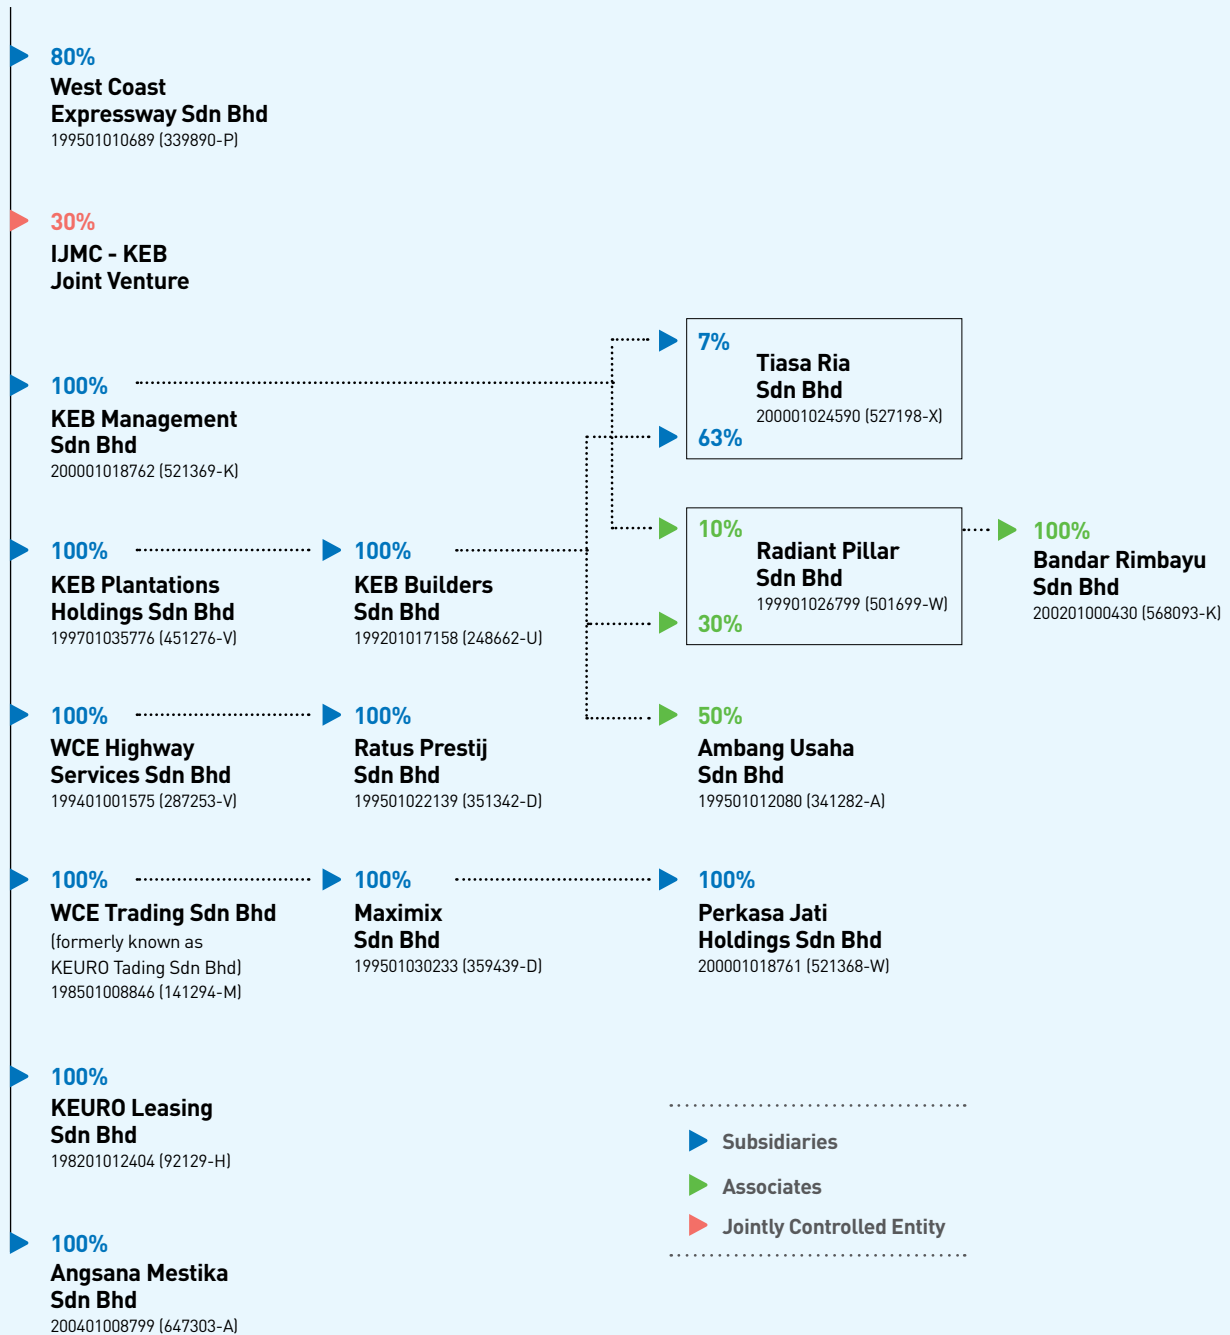 80%
West Coast
Expressway Sdn Bhd
199501010689 (339890-P)
30%
IJMC - KEB
Joint Venture
100%
KEB Management
Sdn Bhd
200001018762 (521369-K)
7%
63%
Tiasa Ria
Sdn Bhd
200001024590 (527198-X)
10%
30%
Radiant Pillar
Sdn Bhd
199901026799 (501699-W)
100%
Bandar Rimbayu
Sdn Bhd
200201000430 (568093-K)
100%
KEB Plantations
Holdings Sdn Bhd
199701035776 (451276-V)
100%
KEB Builders
Sdn Bhd
199201017158 (248662-U)
100%
WCE Highway
Services Sdn Bhd
199401001575 (287253-V)
100%
Ratus Prestij
Sdn Bhd
199501022139 (351342-D)
50%
Ambang Usaha
Sdn Bhd
199501012080 (341282-A)
100%
WCE Trading Sdn Bhd
(formerly known as
KEURO Tading Sdn Bhd)
198501008846 (141294-M)
100%
Maximix
Sdn Bhd
199501030233 (359439-D)
100%
Perkasa Jati
Holdings Sdn Bhd
200001018761 (521368-W)
100%
KEURO Leasing
Sdn Bhd
198201012404 (92129-H)
100%
Angsana Mestika
Sdn Bhd
200401008799 (647303-A)
Subsidiaries
Associates
Jointly Controlled Entity